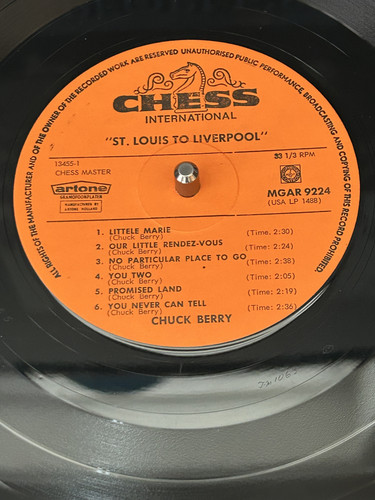 ALL RIGHTS OF THE MANUFACTURER AND OF THE OWNER OF THE RECORDED WORK ARE RESERVED UNAUTHORISED PUBLIC PERFORMANCE, BROADCASTING AND COPYING OF THIS RECORD PROHIBITED.
CHESS
INTERNATIONAL
"ST. LOUIS TO LIVERPOOL"
13455-1
CHESS MASTER
33 1/3 RPM
artone
GRAMOFOONPLATEN
MANUFACTURED BY
ARTONE HOLLAND
MGAR 9224
(USA LP 1488)
1. LITTELE MARIE (Time: 2:30)
(Chuck Berry)
2. OUR LITTLE RENDEZ-VOUS (Time: 2:24)
(Chuck Berry)
3. NO PARTICULAR PLACE TO GO (Time: 2:38)
(Chuck Berry)
4. YOU TWO (Time: 2:05)
(Chuck Berry)
5. PROMISED LAND (Time: 2:19)
(Chuck Berry)
6. YOU NEVER CAN TELL (Time: 2:36)
(Chuck Berry)
CHUCK BERRY